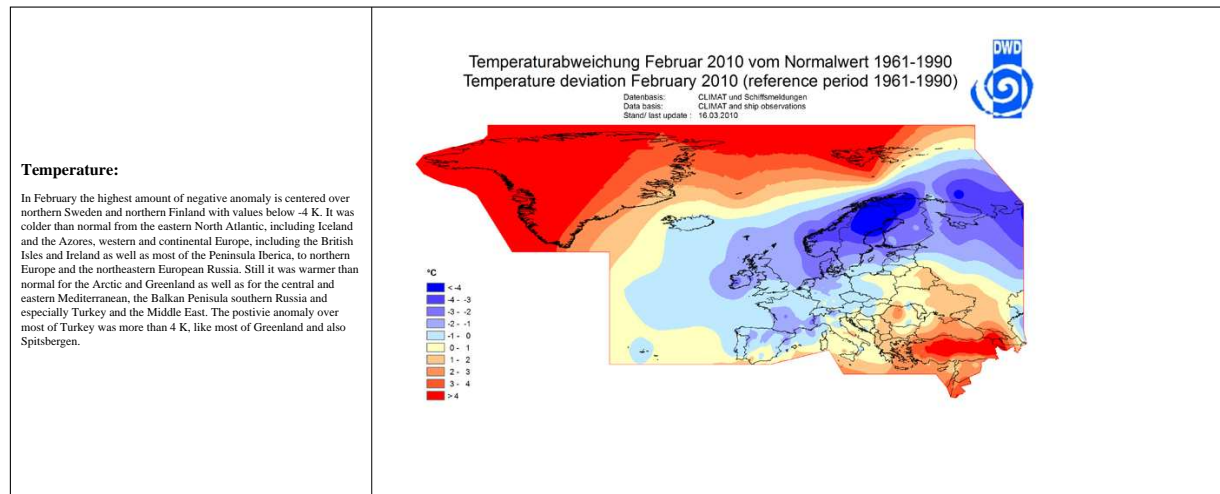 Temperature:
In February the highest amount of negative anomaly is centered over
northern Sweden and northern Finland with values below -4 K. It was
colder than normal from the eastern North Atlantic, including Iceland
and the Azores, western and continental Europe, including the British
Isles and Ireland as well as most of the Peninsula Iberica, to northern
Europe and the northeastern European Russia. Still it was warmer than
normal for the Arctic and Greenland as well as for the central and
eastern Mediterranean, the Balkan Penisula southern Russia and
especially Turkey and the Middle East. The postivie anomaly over
most of Turkey was more than 4 K, like most of Greenland and also
Spitsbergen.
Temperaturabweichung Februar 2010 vom Normalwert 1961-1990
Temperature deviation February 2010 (reference period 1961-1990)
Datenbasis: CLIMAT und Schiffsmeldungen
Data basis: CLIMAT and ship observations
Stand/ last update : 16.03.2010
DWD
°C
< -4
-4 - -3
-3 - -2
-2 - -1
-1 - 0
0 - 1
1 - 2
2 - 3
3 - 4
> 4